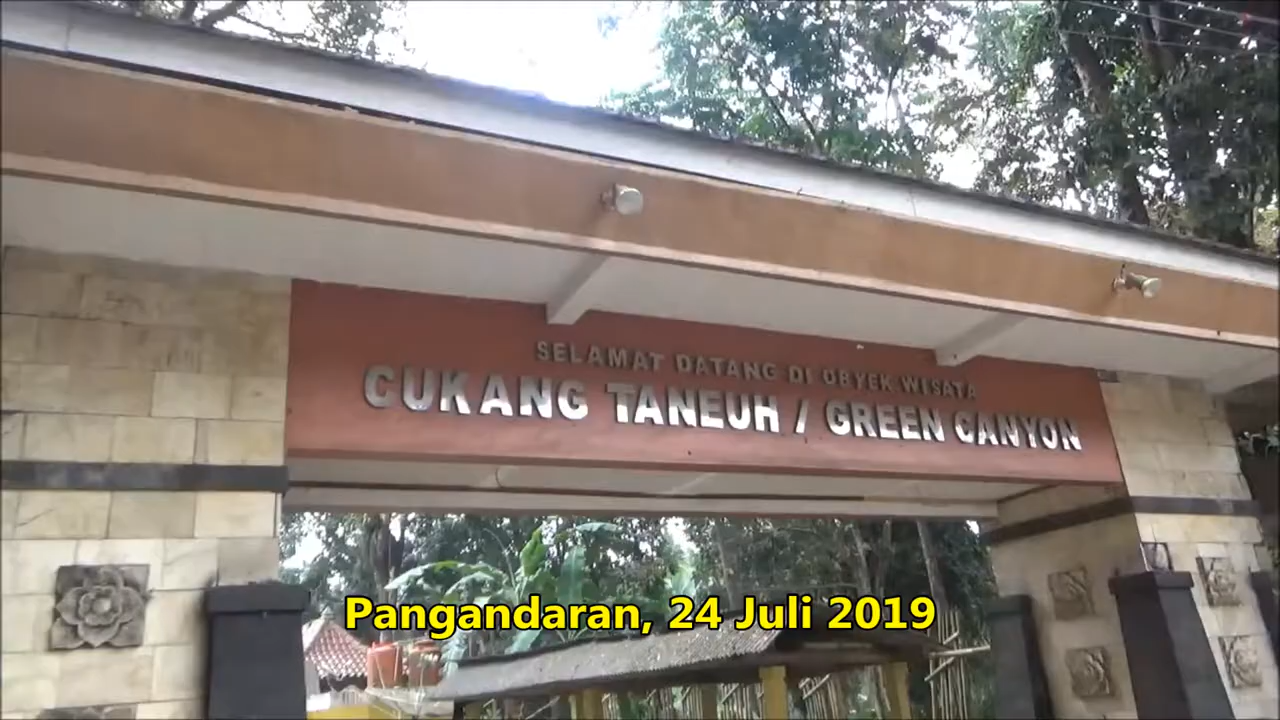 SELAMAT DATANG DI OBYEK WISATA
CUKANG TANEUH / GREEN CANYON
Pangandaran, 24 Juli 2019